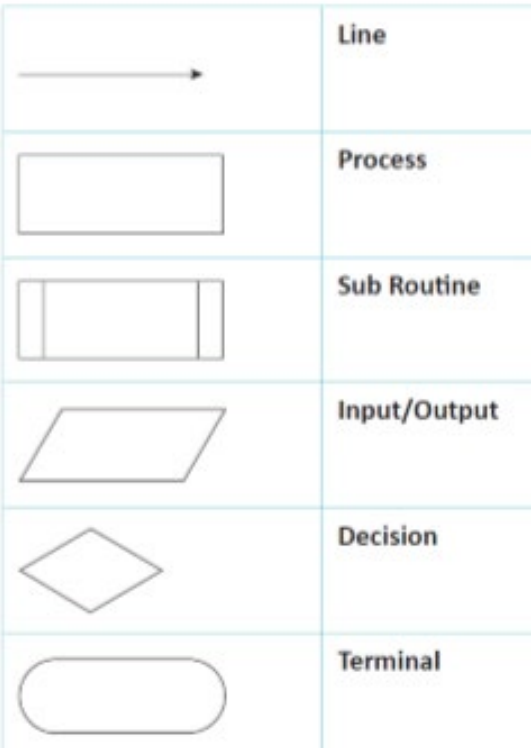 Line
Process
Sub Routine
Input/Output
Decision
Terminal